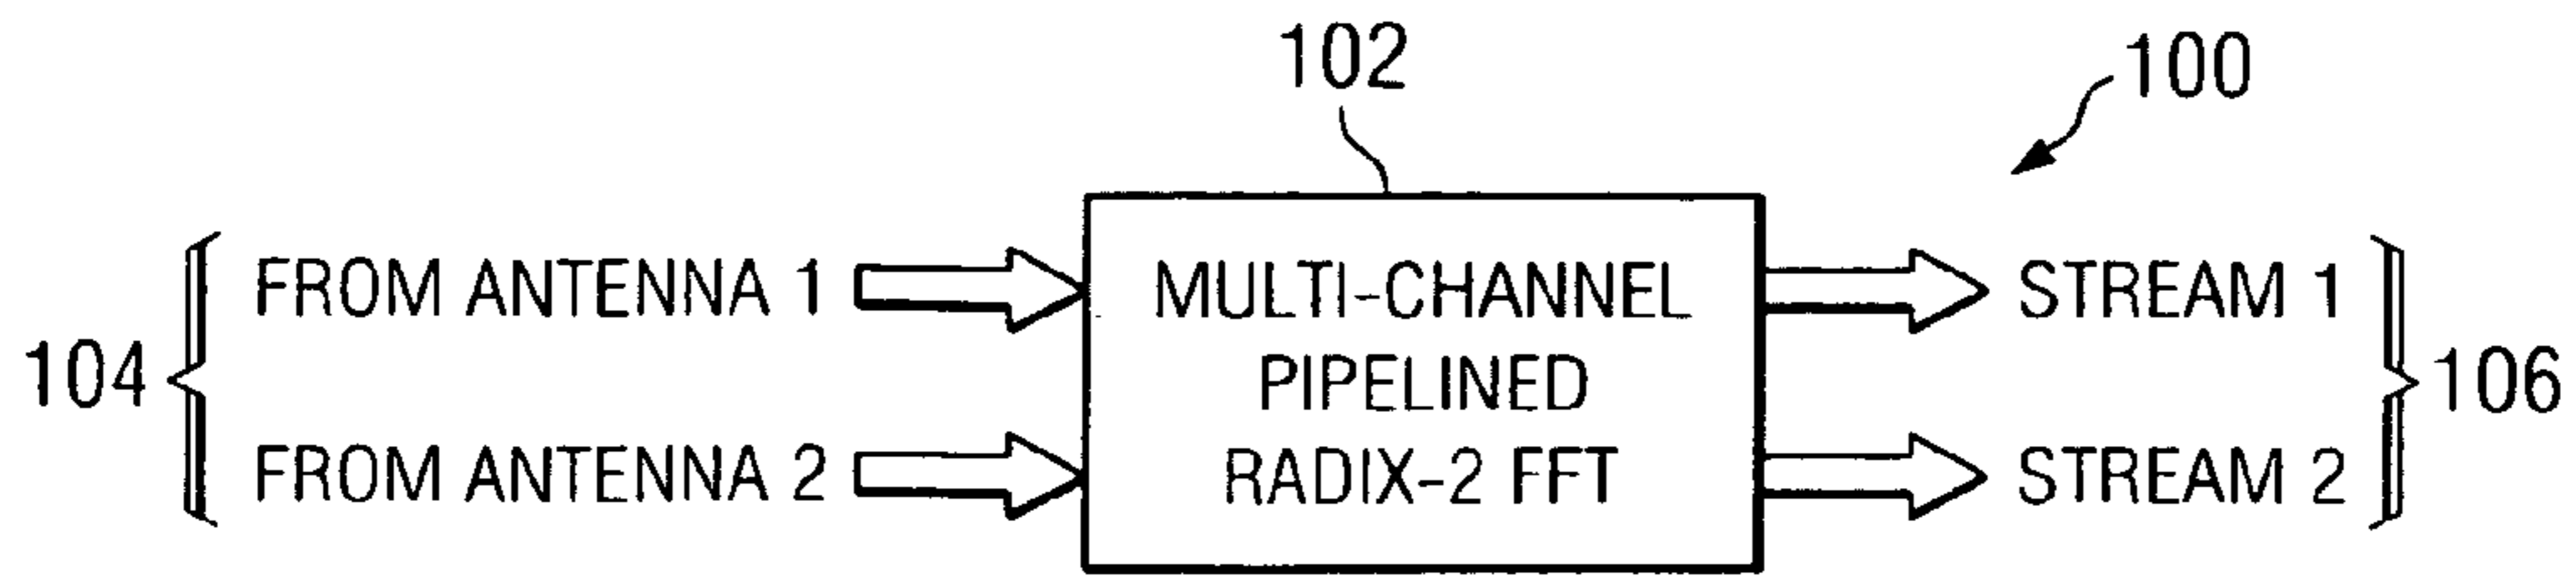 102
100
104
FROM ANTENNA 1
FROM ANTENNA 2
MULTI-CHANNEL
PIPELINED
RADIX-2 FFT
STREAM 1
STREAM 2
106